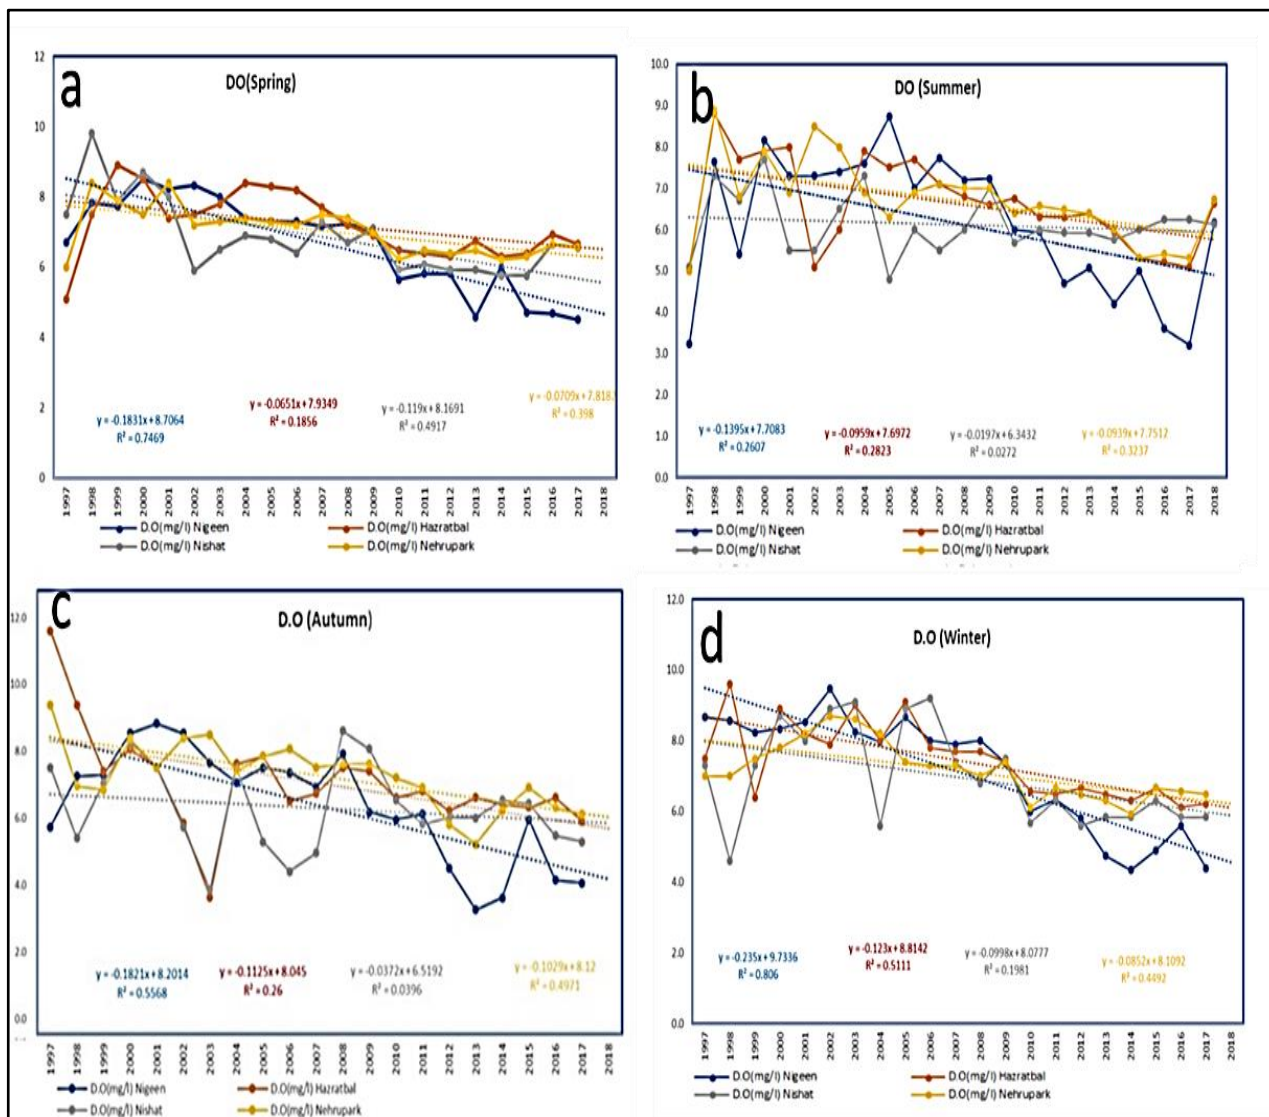 a
DO(Spring)
12
10
8
6
4
2
0
y = -0.1831x + 8.7064
R² = 0.7469
y = -0.0651x + 7.9349
R² = 0.1856
y = -0.119x + 8.1691
R² = 0.4917
y = -0.0709x + 7.818
R² = 0.398
1997 1998 1999 2000 2001 2002 2003 2004 2005 2006 2007 2008 2009 2010 2011 2012 2013 2014 2015 2016 2017 2018
D.O(mg/l) Nigeen D.O(mg/l) Hazratbal
D.O(mg/l) Nishat D.O(mg/l) Nehrupark
b
DO (Summer)
10.0
9.0
8.0
7.0
6.0
5.0
4.0
3.0
2.0
1.0
0.0
y = -0.1395x + 7.7083
R² = 0.2607
y = -0.0959x + 7.6972
R² = 0.2823
y = -0.0197x + 6.3432
R² = 0.0272
y = -0.0939x + 7.7512
R² = 0.3237
1997 1998 1999 2000 2001 2002 2003 2004 2005 2006 2007 2008 2009 2010 2011 2012 2013 2014 2015 2016 2017 2018
D.O(mg/l) Nigeen D.O(mg/l) Hazratbal
D.O(mg/l) Nishat D.O(mg/l) Nehrupark
c
D.O (Autumn)
12.0
10.0
8.0
6.0
4.0
2.0
0.0
y = -0.1821x + 8.2014
R² = 0.5568
y = -0.1125x + 8.045
R² = 0.26
y = -0.0372x + 6.5192
R² = 0.0396
y = -0.1029x + 8.12
R² = 0.4971
1997 1998 1999 2000 2001 2002 2003 2004 2005 2006 2007 2008 2009 2010 2011 2012 2013 2014 2015 2016 2017 2018
D.O(mg/l) Nigeen D.O(mg/l) Hazratbal
D.O(mg/l) Nishat D.O(mg/l) Nehrupark
d
D.O (Winter)
12.0
10.0
8.0
6.0
4.0
2.0
0.0
y = -0.235x + 9.7336
R² = 0.806
y = -0.123x + 8.8142
R² = 0.5111
y = -0.0998x + 8.0777
R² = 0.1981
y = -0.0852x + 8.1092
R² = 0.4492
1997 1998 1999 2000 2001 2002 2003 2004 2005 2006 2007 2008 2009 2010 2011 2012 2013 2014 2015 2016 2017 2018
D.O(mg/l) Nigeen D.O(mg/l) Hazratbal
D.O(mg/l) Nishat D.O(mg/l) Nehrupark